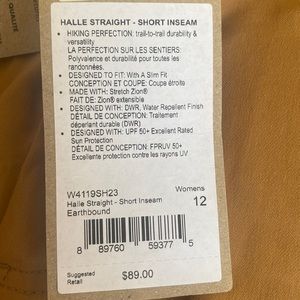 QUALITÉ
HALLE STRAIGHT - SHORT INSEAM
• HIKING PERFECTION: trail-to-trail durability &
versatility
LA PERFECTION SUR LES SENTIERS:
Polyvalence et durabilité pour toutes les
randonnées.
• DESIGNED TO FIT: With A Slim Fit
CONCEPTION ET COUPE: Coupe étroite
• MADE WITH: Stretch Zion®
FAIT DE: Zion® extensible
• DESIGNED WITH: DWR, Water Repellent Finish
DÉTAIL DE CONCEPTION: Traitement
déperlant durable (DWR)
• DESIGNED WITH: UPF 50+ Excellent Rated
Sun Protection
DÉTAIL DE CONCEPTION: FPRUV 50+
Excellente protection contre les rayons UV
W4119SH23
Womens
Halle Straight - Short Inseam
12
Earthbound
8 89760 59377 5
Suggested
Retail
$89.00